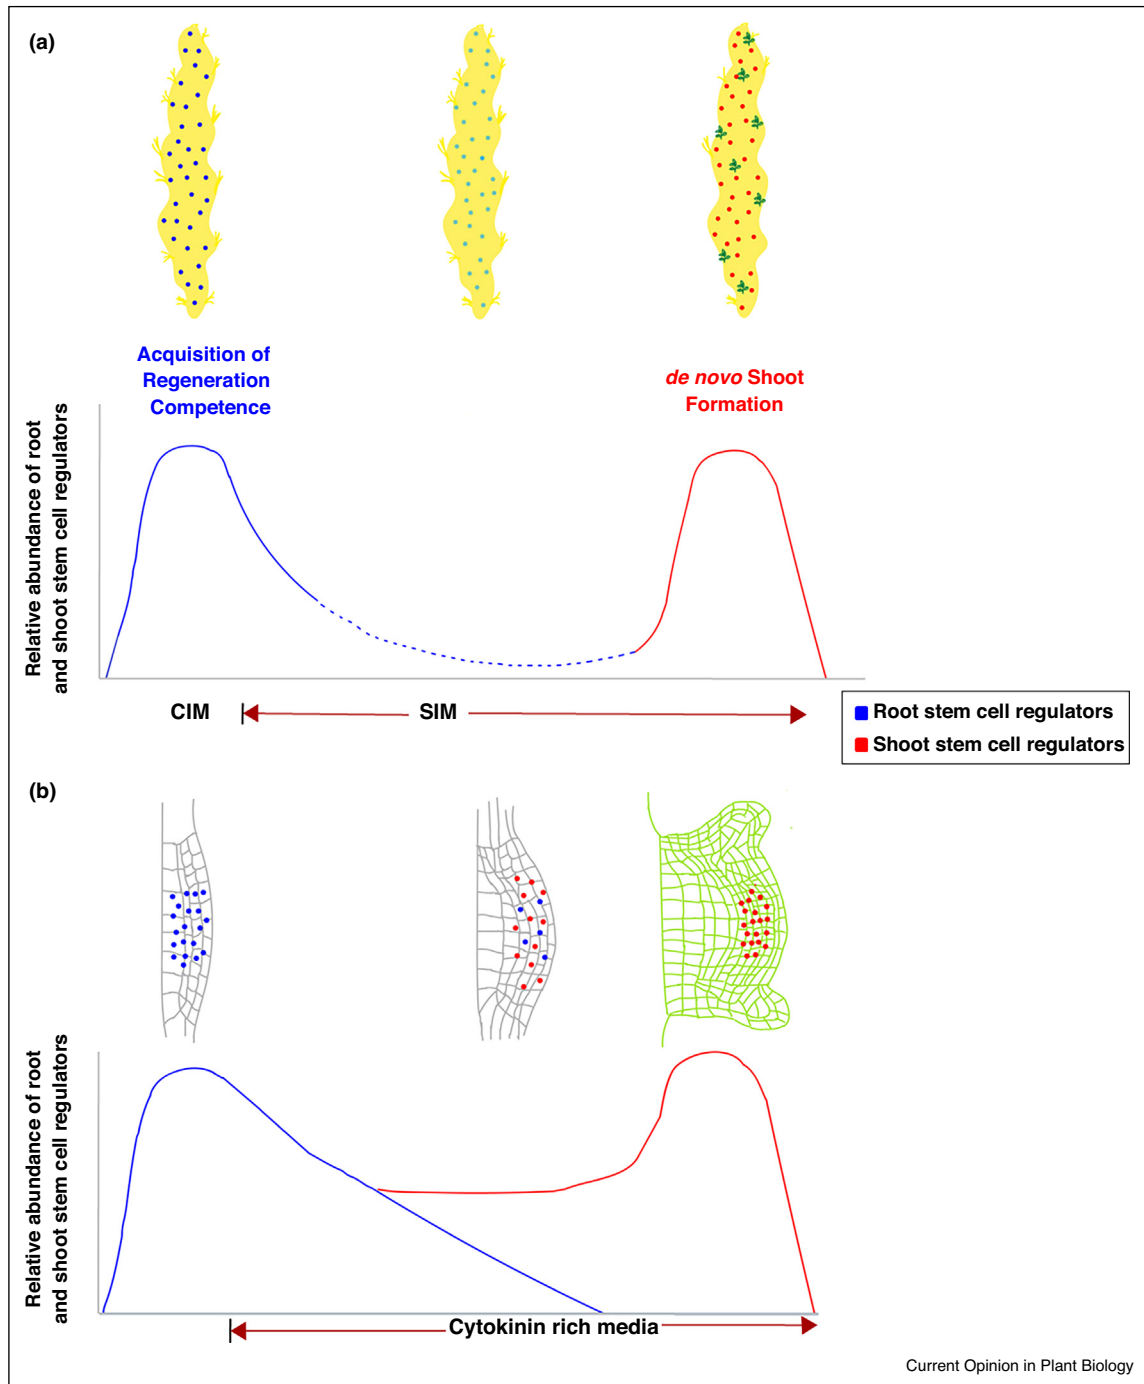 (a)
Acquisition of
Regeneration
Competence
de novo Shoot
Formation
Relative abundance of root
and shoot stem cell regulators
CIM
SIM
Root stem cell regulators
Shoot stem cell regulators
(b)
Relative abundance of root
and shoot stem cell regulators
Cytokinin rich media
Current Opinion in Plant Biology